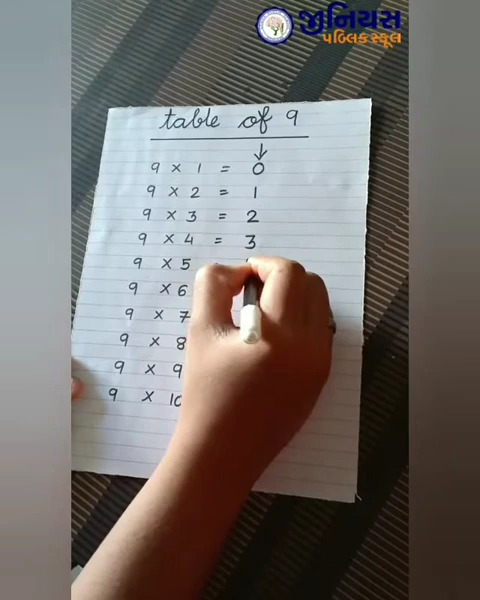 જીનિયસ
પબ્લિક સ્કૂલ
table of 9
↓
9 x 1 = 0
9 x 2 = 1
9 x 3 = 2
9 x 4 = 3
9 x 5
9 x 6
9 x 7
9 x 8
9 x 9
9 x 10